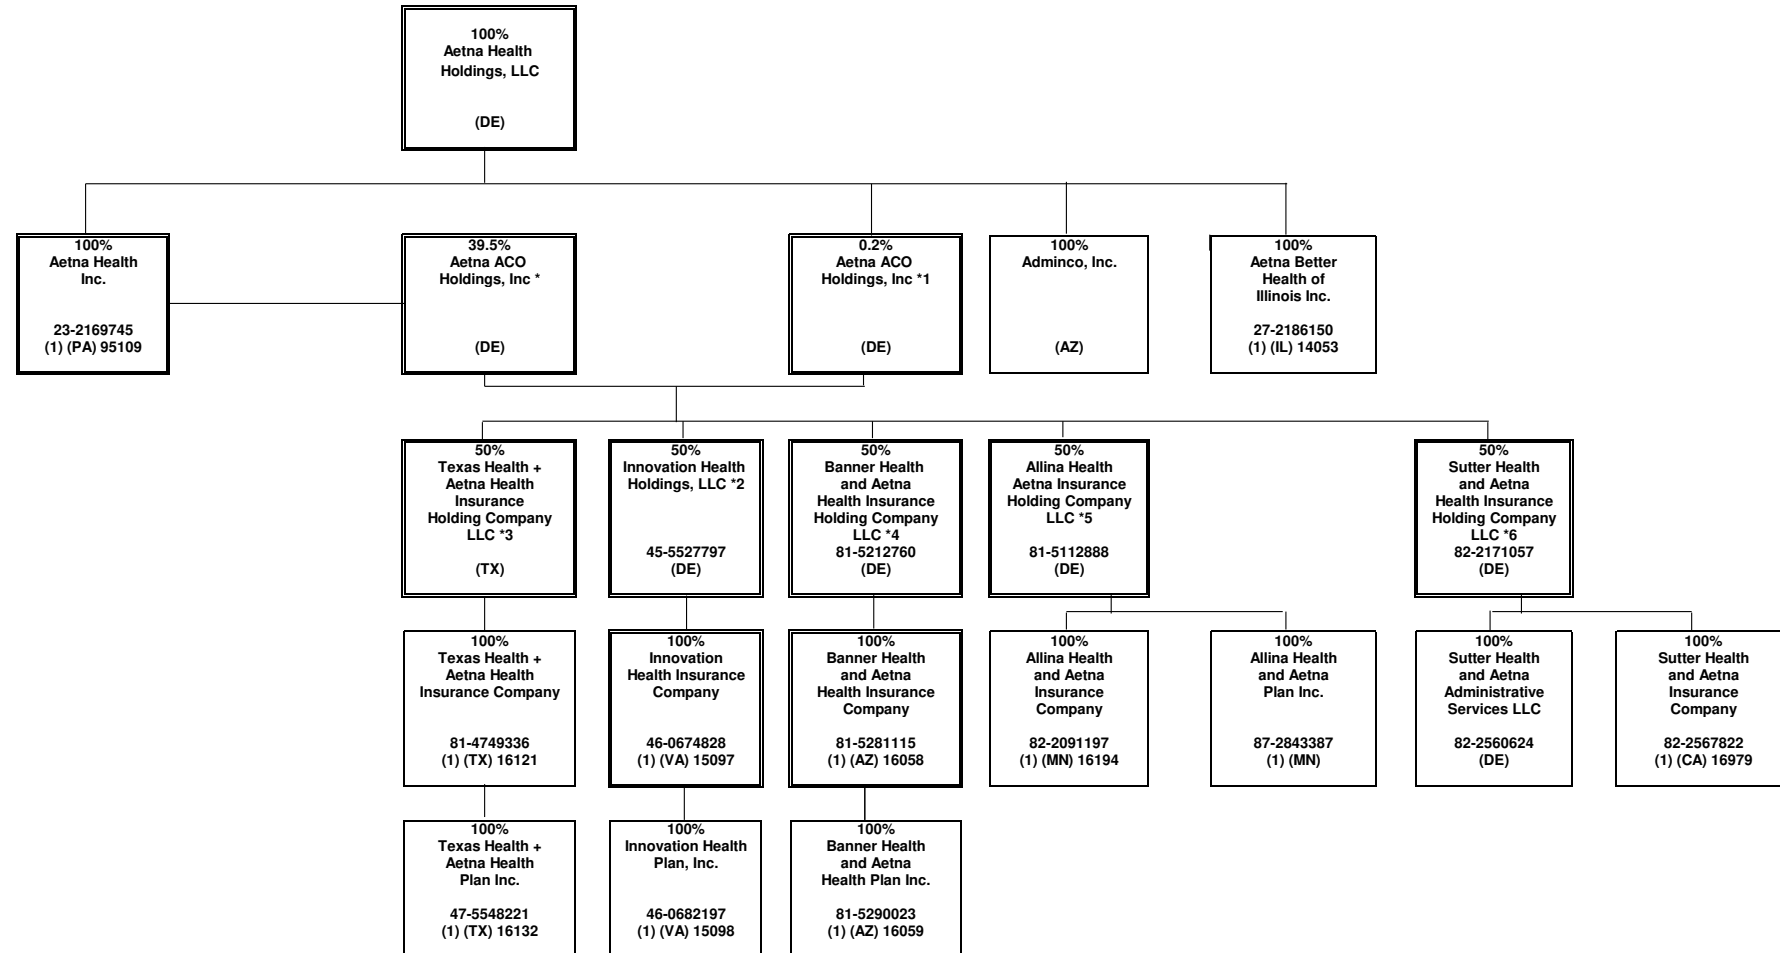 100%
Aetna Health
Holdings, LLC
(DE)
100%
Aetna Health
Inc.
23-2169745
(1) (PA) 95109
39.5%
Aetna ACO
Holdings, Inc *
(DE)
0.2%
Aetna ACO
Holdings, Inc *1
(DE)
100%
Adminco, Inc.
(AZ)
100%
Aetna Better
Health of
Illinois Inc.
27-2186150
(1) (IL) 14053
50%
Texas Health +
Aetna Health
Insurance
Holding Company
LLC *3
(TX)
50%
Innovation Health
Holdings, LLC *2
45-5527797
(DE)
50%
Banner Health
and Aetna
Health Insurance
Holding Company
LLC *4
81-5212760
(DE)
50%
Allina Health
Aetna Insurance
Holding Company
LLC *5
81-5112888
(DE)
50%
Sutter Health
and Aetna
Health Insurance
Holding Company
LLC *6
82-2171057
(DE)
100%
Texas Health +
Aetna Health
Insurance Company
81-4749336
(1) (TX) 16121
100%
Innovation
Health Insurance
Company
46-0674828
(1) (VA) 15097
100%
Banner Health
and Aetna
Health Insurance
Company
81-5281115
(1) (AZ) 16058
100%
Allina Health
and Aetna
Insurance
Company
82-2091197
(1) (MN) 16194
100%
Allina Health
and Aetna
Plan Inc.
87-2843387
(1) (MN)
100%
Sutter Health
and Aetna
Administrative
Services LLC
82-2560624
(DE)
100%
Sutter Health
and Aetna
Insurance
Company
82-2567822
(1) (CA) 16979
100%
Texas Health +
Aetna Health
Plan Inc.
47-5548221
(1) (TX) 16132
100%
Innovation Health
Plan, Inc.
46-0682197
(1) (VA) 15098
100%
Banner Health
and Aetna
Health Plan Inc.
81-5290023
(1) (AZ) 16059